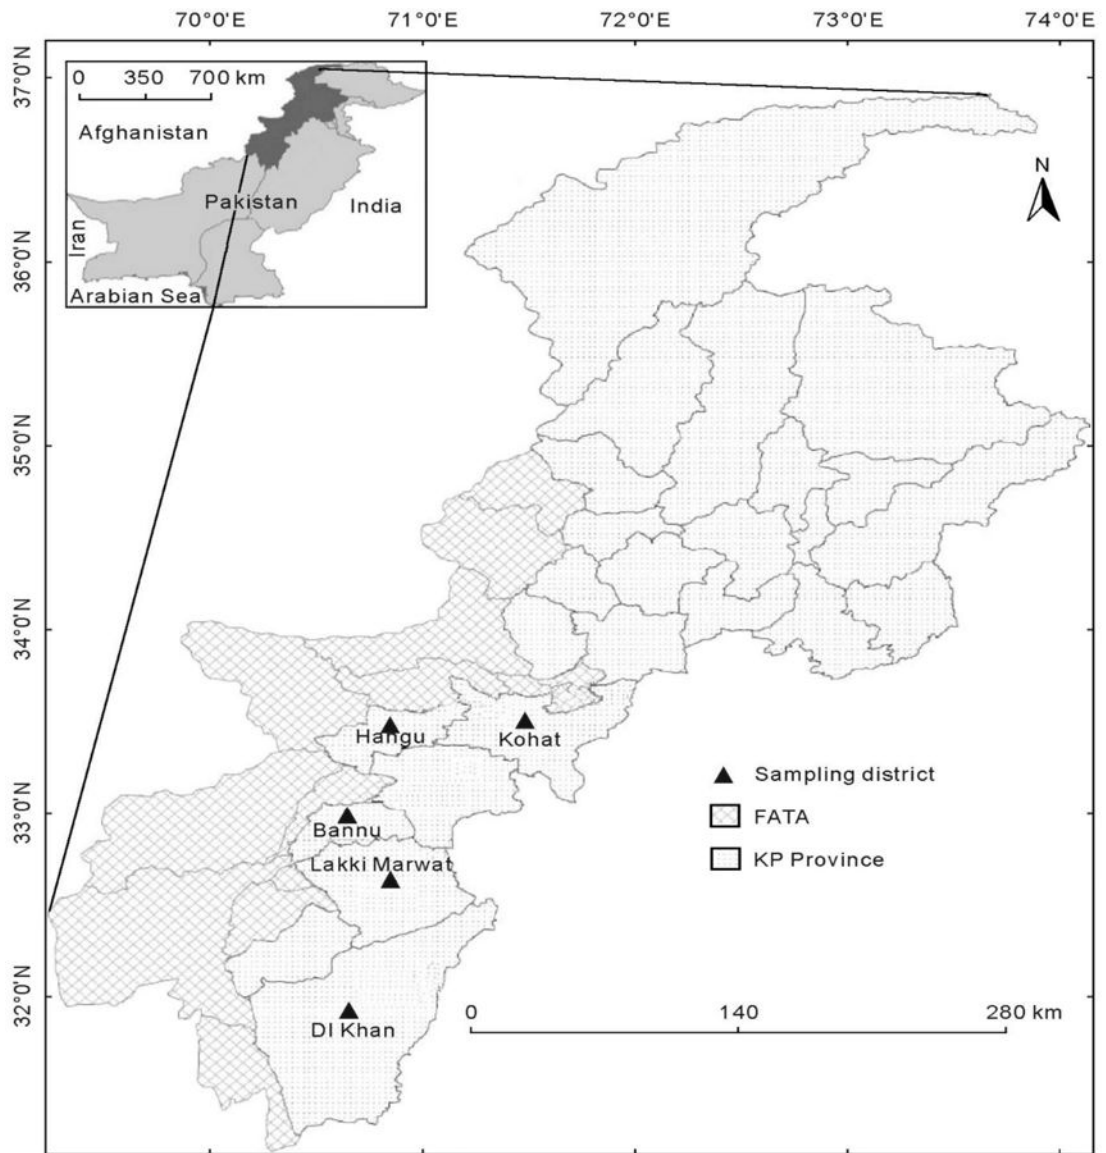 70°0'E 71°0'E 72°0'E 73°0'E 74°0'E
37°0'N
36°0'N
35°0'N
34°0'N
33°0'N
32°0'N
0 350 700 km
Afghanistan
Pakistan
India
Iran
Arabian Sea
N
Hangu
Kohat
Bannu
Lakki Marwat
DI Khan
Sampling district
FATA
KP Province
0 140 280 km